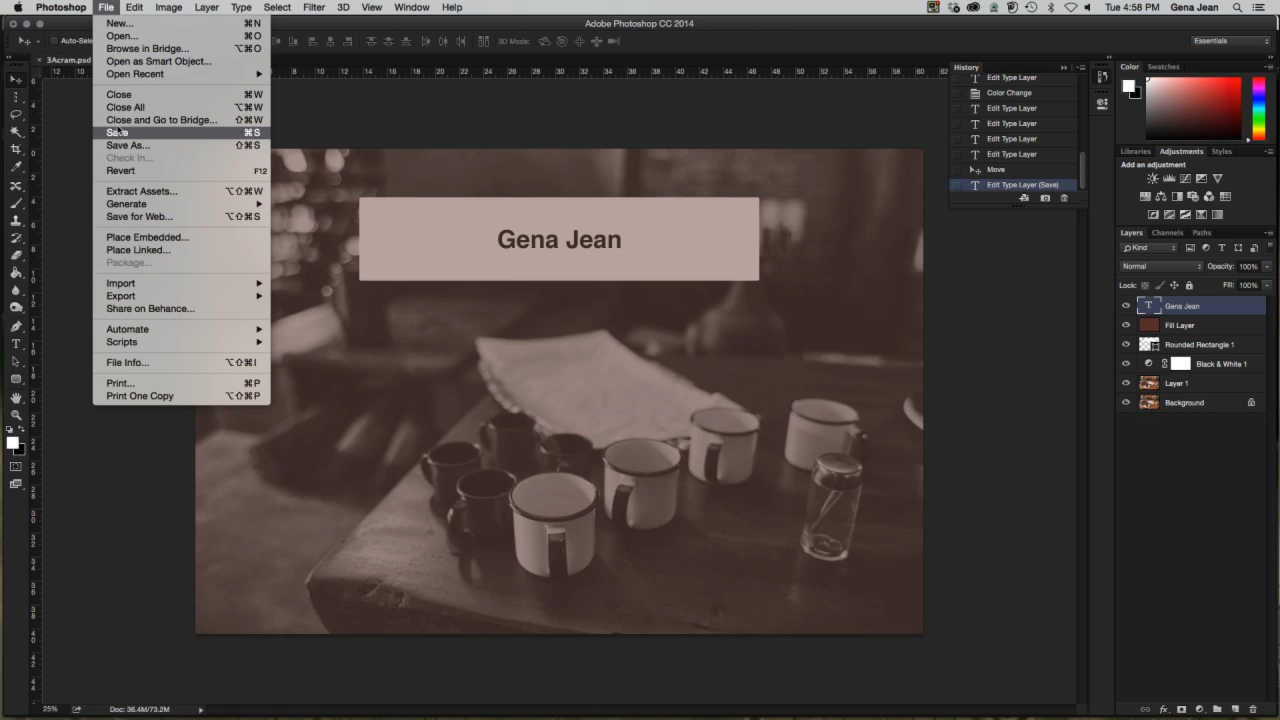 Photoshop File Edit Image Layer Type Select Filter 3D View Window Help Tue 4:58 PM Gena Jean
Adobe Photoshop CC 2014
Auto-Selec 3D Mode: Essentials
3Acram.psd
New... ⌘N
Open... ⌘O
Browse in Bridge... ⌥⌘O
Open as Smart Object...
Open Recent
Close ⌘W
Close All ⌥⌘W
Close and Go to Bridge... ⇧⌘W
Save ⌘S
Save As... ⇧⌘S
Check In...
Revert F12
Extract Assets... ⌥⇧⌘W
Generate
Save for Web... ⌥⇧⌘S
Place Embedded...
Place Linked...
Package...
Import
Export
Share on Behance...
Automate
Scripts
File Info... ⌥⇧⌘I
Print... ⌘P
Print One Copy ⌥⇧⌘P
Gena Jean
History
Edit Type Layer
Color Change
Edit Type Layer
Edit Type Layer
Edit Type Layer
Edit Type Layer
Move
Edit Type Layer (Save)
Color Swatches
Libraries Adjustments Styles
Add an adjustment
Layers Channels Paths
Kind
Normal Opacity: 100%
Lock: Fill: 100%
Gena Jean
Fill Layer
Rounded Rectangle 1
Black & White 1
Layer 1
Background
25% Doc: 36.4M/73.2M